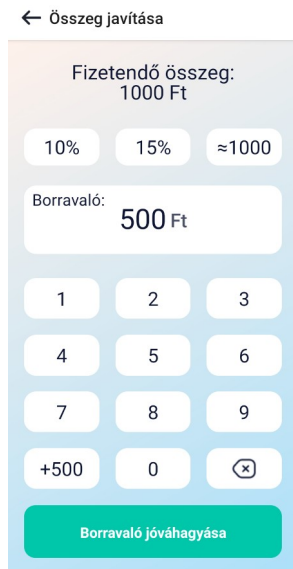 Összeg javítása
Fizetendő összeg:
1000 Ft
10% 15% ≈1000
Borravaló:
500 Ft
1 2 3
4 5 6
7 8 9
+500 0
Borravaló jóváhagyása